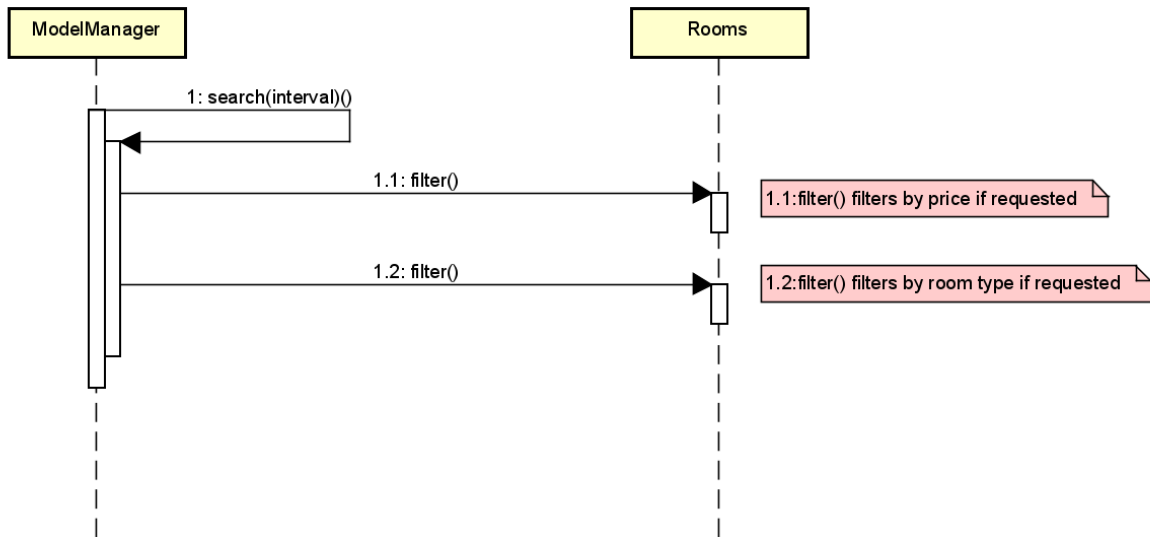 ModelManager
Rooms
1: search(interval)()
1.1: filter()
1.1:filter() filters by price if requested
1.2: filter()
1.2:filter() filters by room type if requested